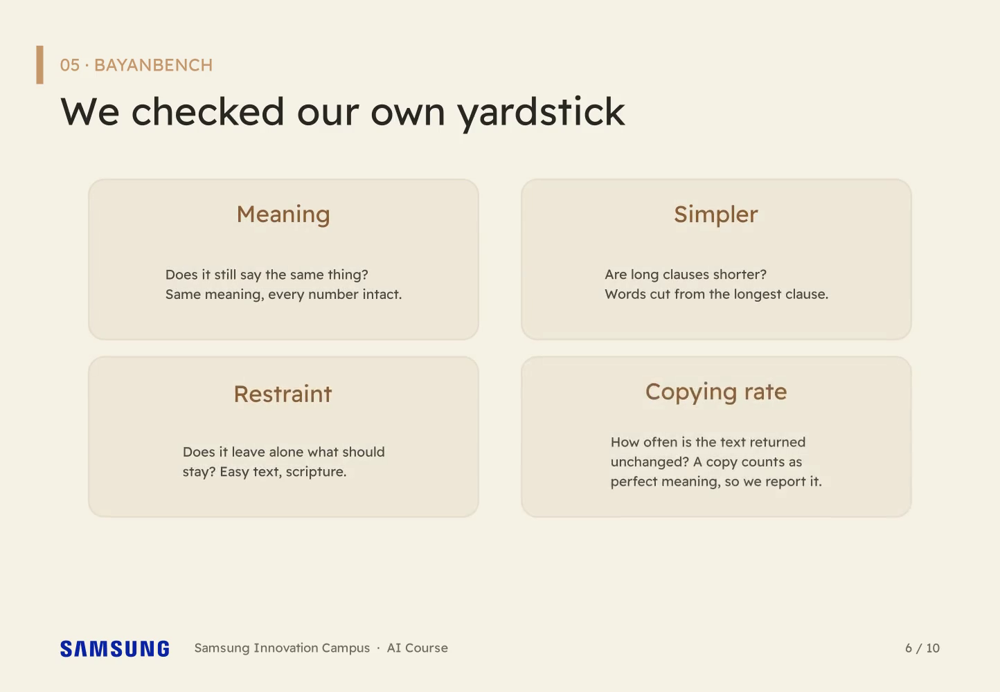 05 · BAYANBENCH
We checked our own yardstick
Meaning
Does it still say the same thing?
Same meaning, every number intact.
Simpler
Are long clauses shorter?
Words cut from the longest clause.
Restraint
Does it leave alone what should
stay? Easy text, scripture.
Copying rate
How often is the text returned
unchanged? A copy counts as
perfect meaning, so we report it.
SAMSUNG
Samsung Innovation Campus · AI Course
6 / 10